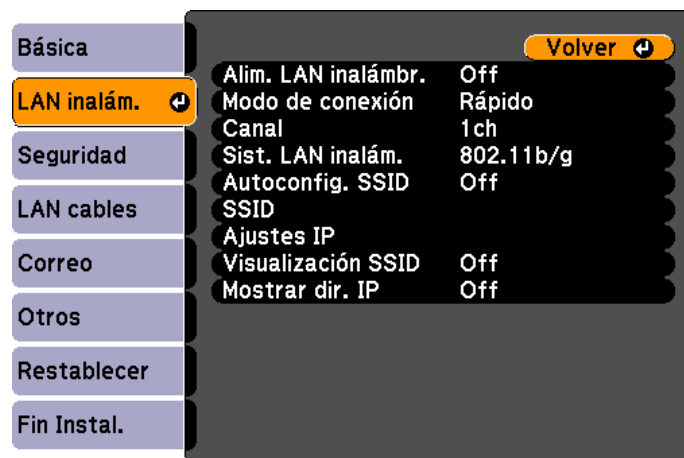 Básica
LAN inalám.
Seguridad
LAN cables
Correo
Otros
Restablecer
Fin Instal.
Volver
Alim. LAN inalámbr. Off
Modo de conexión Rápido
Canal 1ch
Sist. LAN inalám. 802.11b/g
Autoconfig. SSID Off
SSID
Ajustes IP
Visualización SSID Off
Mostrar dir. IP Off